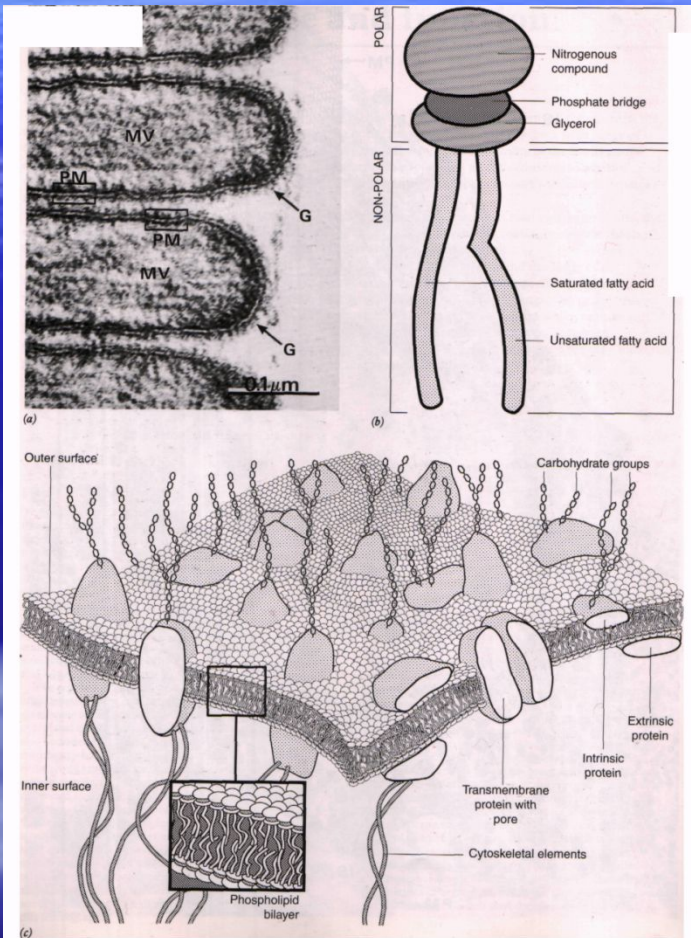 MV
PM
G
PM
MV
G
0.1μm
(a)
POLAR
Nitrogenous
compound
Phosphate bridge
Glycerol
NON-POLAR
Saturated fatty acid
Unsaturated fatty acid
(b)
Outer surface
Carbohydrate groups
Extrinsic
protein
Intrinsic
protein
Inner surface
Transmembrane
protein with
pore
Cytoskeletal elements
Phospholipid
bilayer
(c)